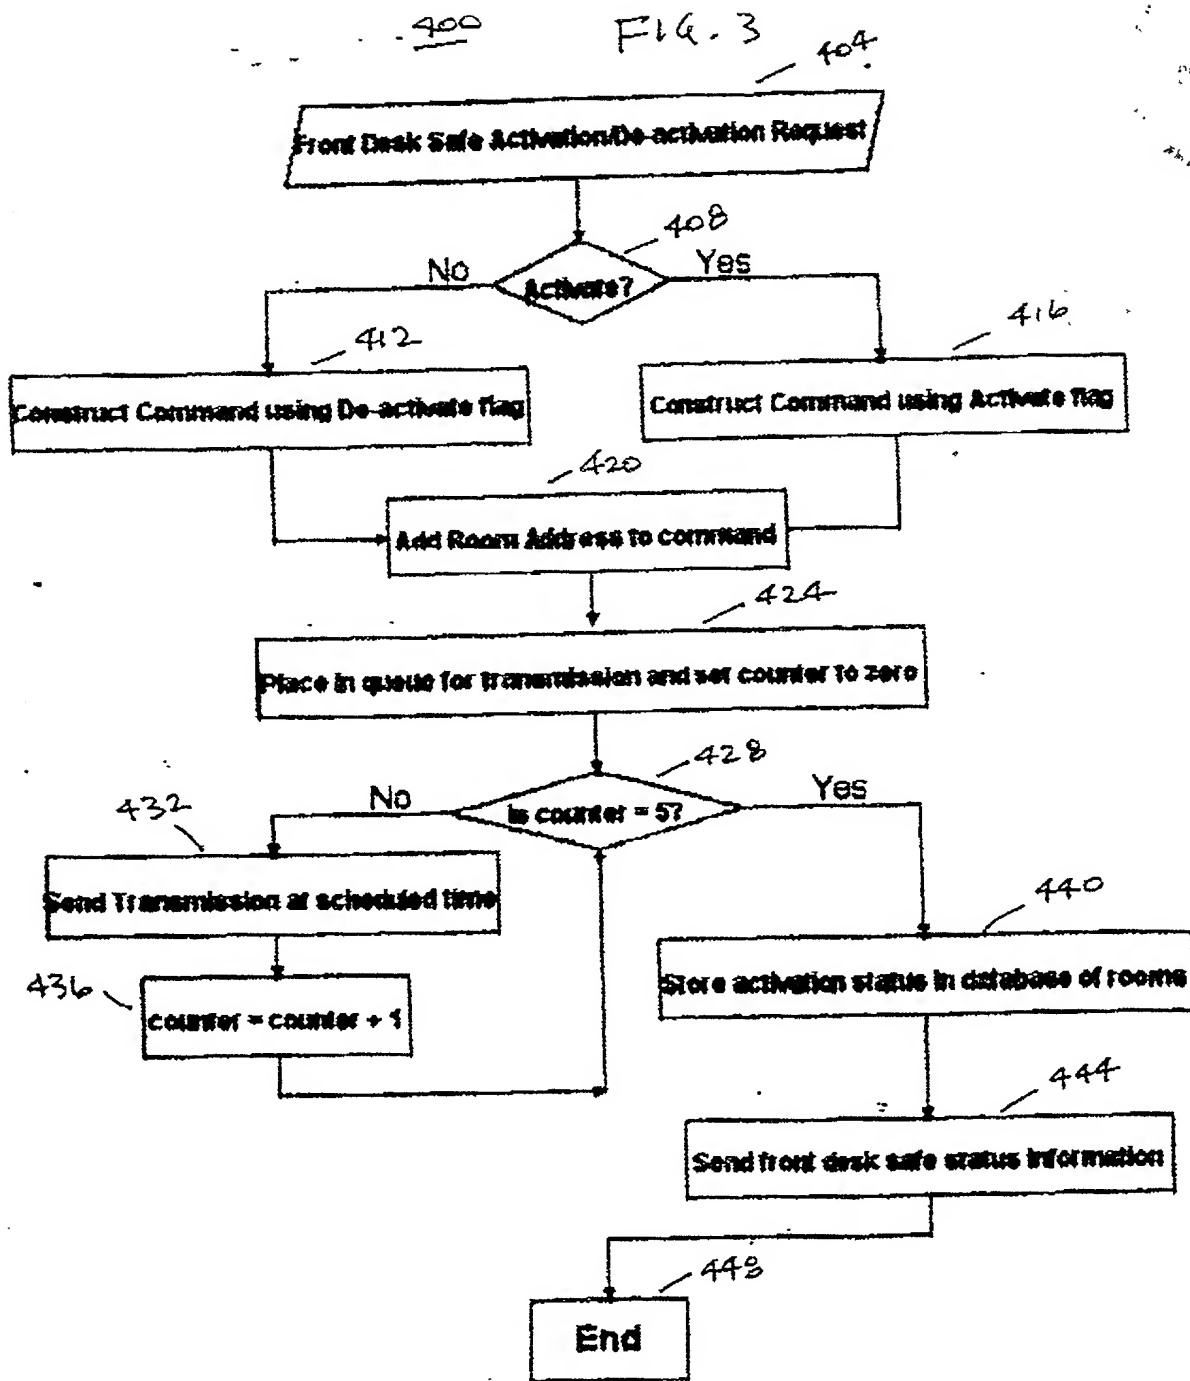 400
FIG. 3
404
Front Desk Safe Activation/De-activation Request
408
No
Yes
Activate?
412
416
Construct Command using De-activate flag
Construct Command using Activate flag
420
Add Room Address to command
424
Place in queue for transmission and set counter to zero
428
432
No
Yes
Is counter = 5?
Send Transmission at scheduled time
440
436
Store activation status in database of rooms
counter = counter + 1
444
Send front desk safe status information
448
End